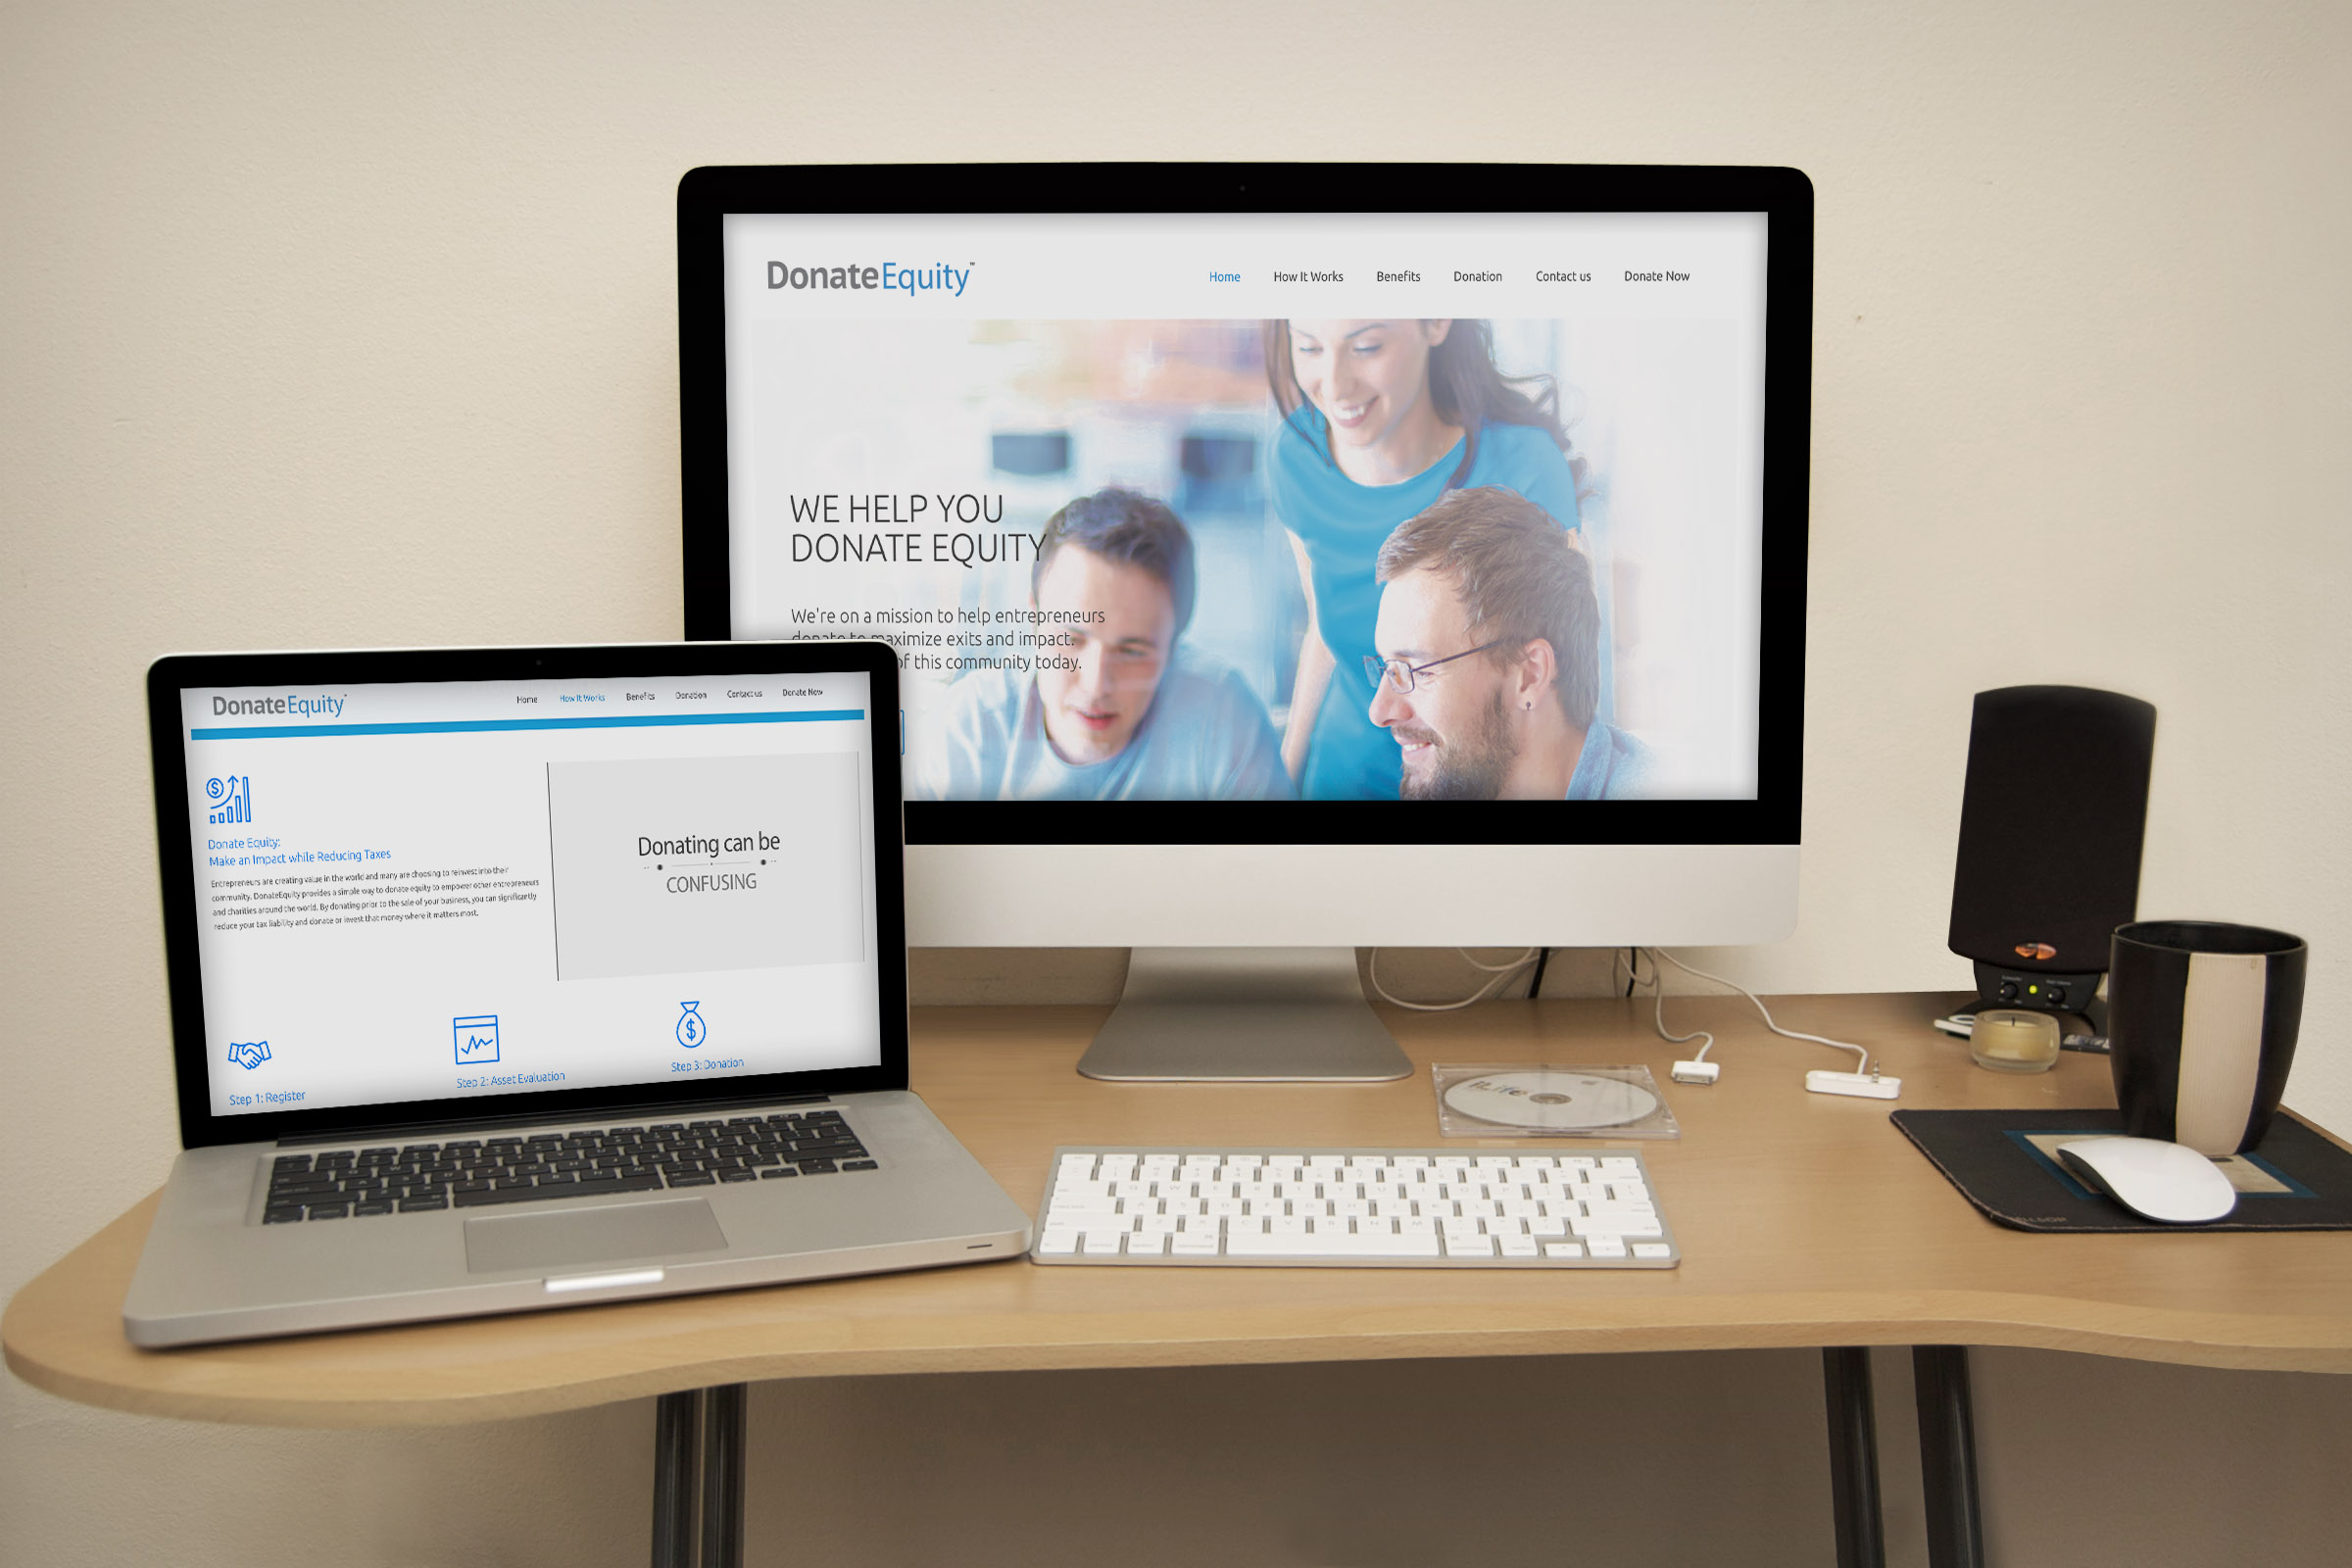 DonateEquity™
Home How It Works Benefits Donation Contact us Donate Now
WE HELP YOU
DONATE EQUITY
We're on a mission to help entrepreneurs
donate to maximize exits and impact.
of this community today.
DonateEquity
Home How It Works Benefits Donation Contact us Donate Now
Donate Equity:
Make an Impact while Reducing Taxes
Entrepreneurs are creating value in the world and many are choosing to reinvest into their
community. DonateEquity provides a simple way to donate equity to empower other entrepreneurs
and charities around the world. By donating prior to the sale of your business, you can significantly
reduce your tax liability and donate or invest that money where it matters most.
Donating can be
CONFUSING
Step 1: Register
Step 2: Asset Evaluation
Step 3: Donation
iLife